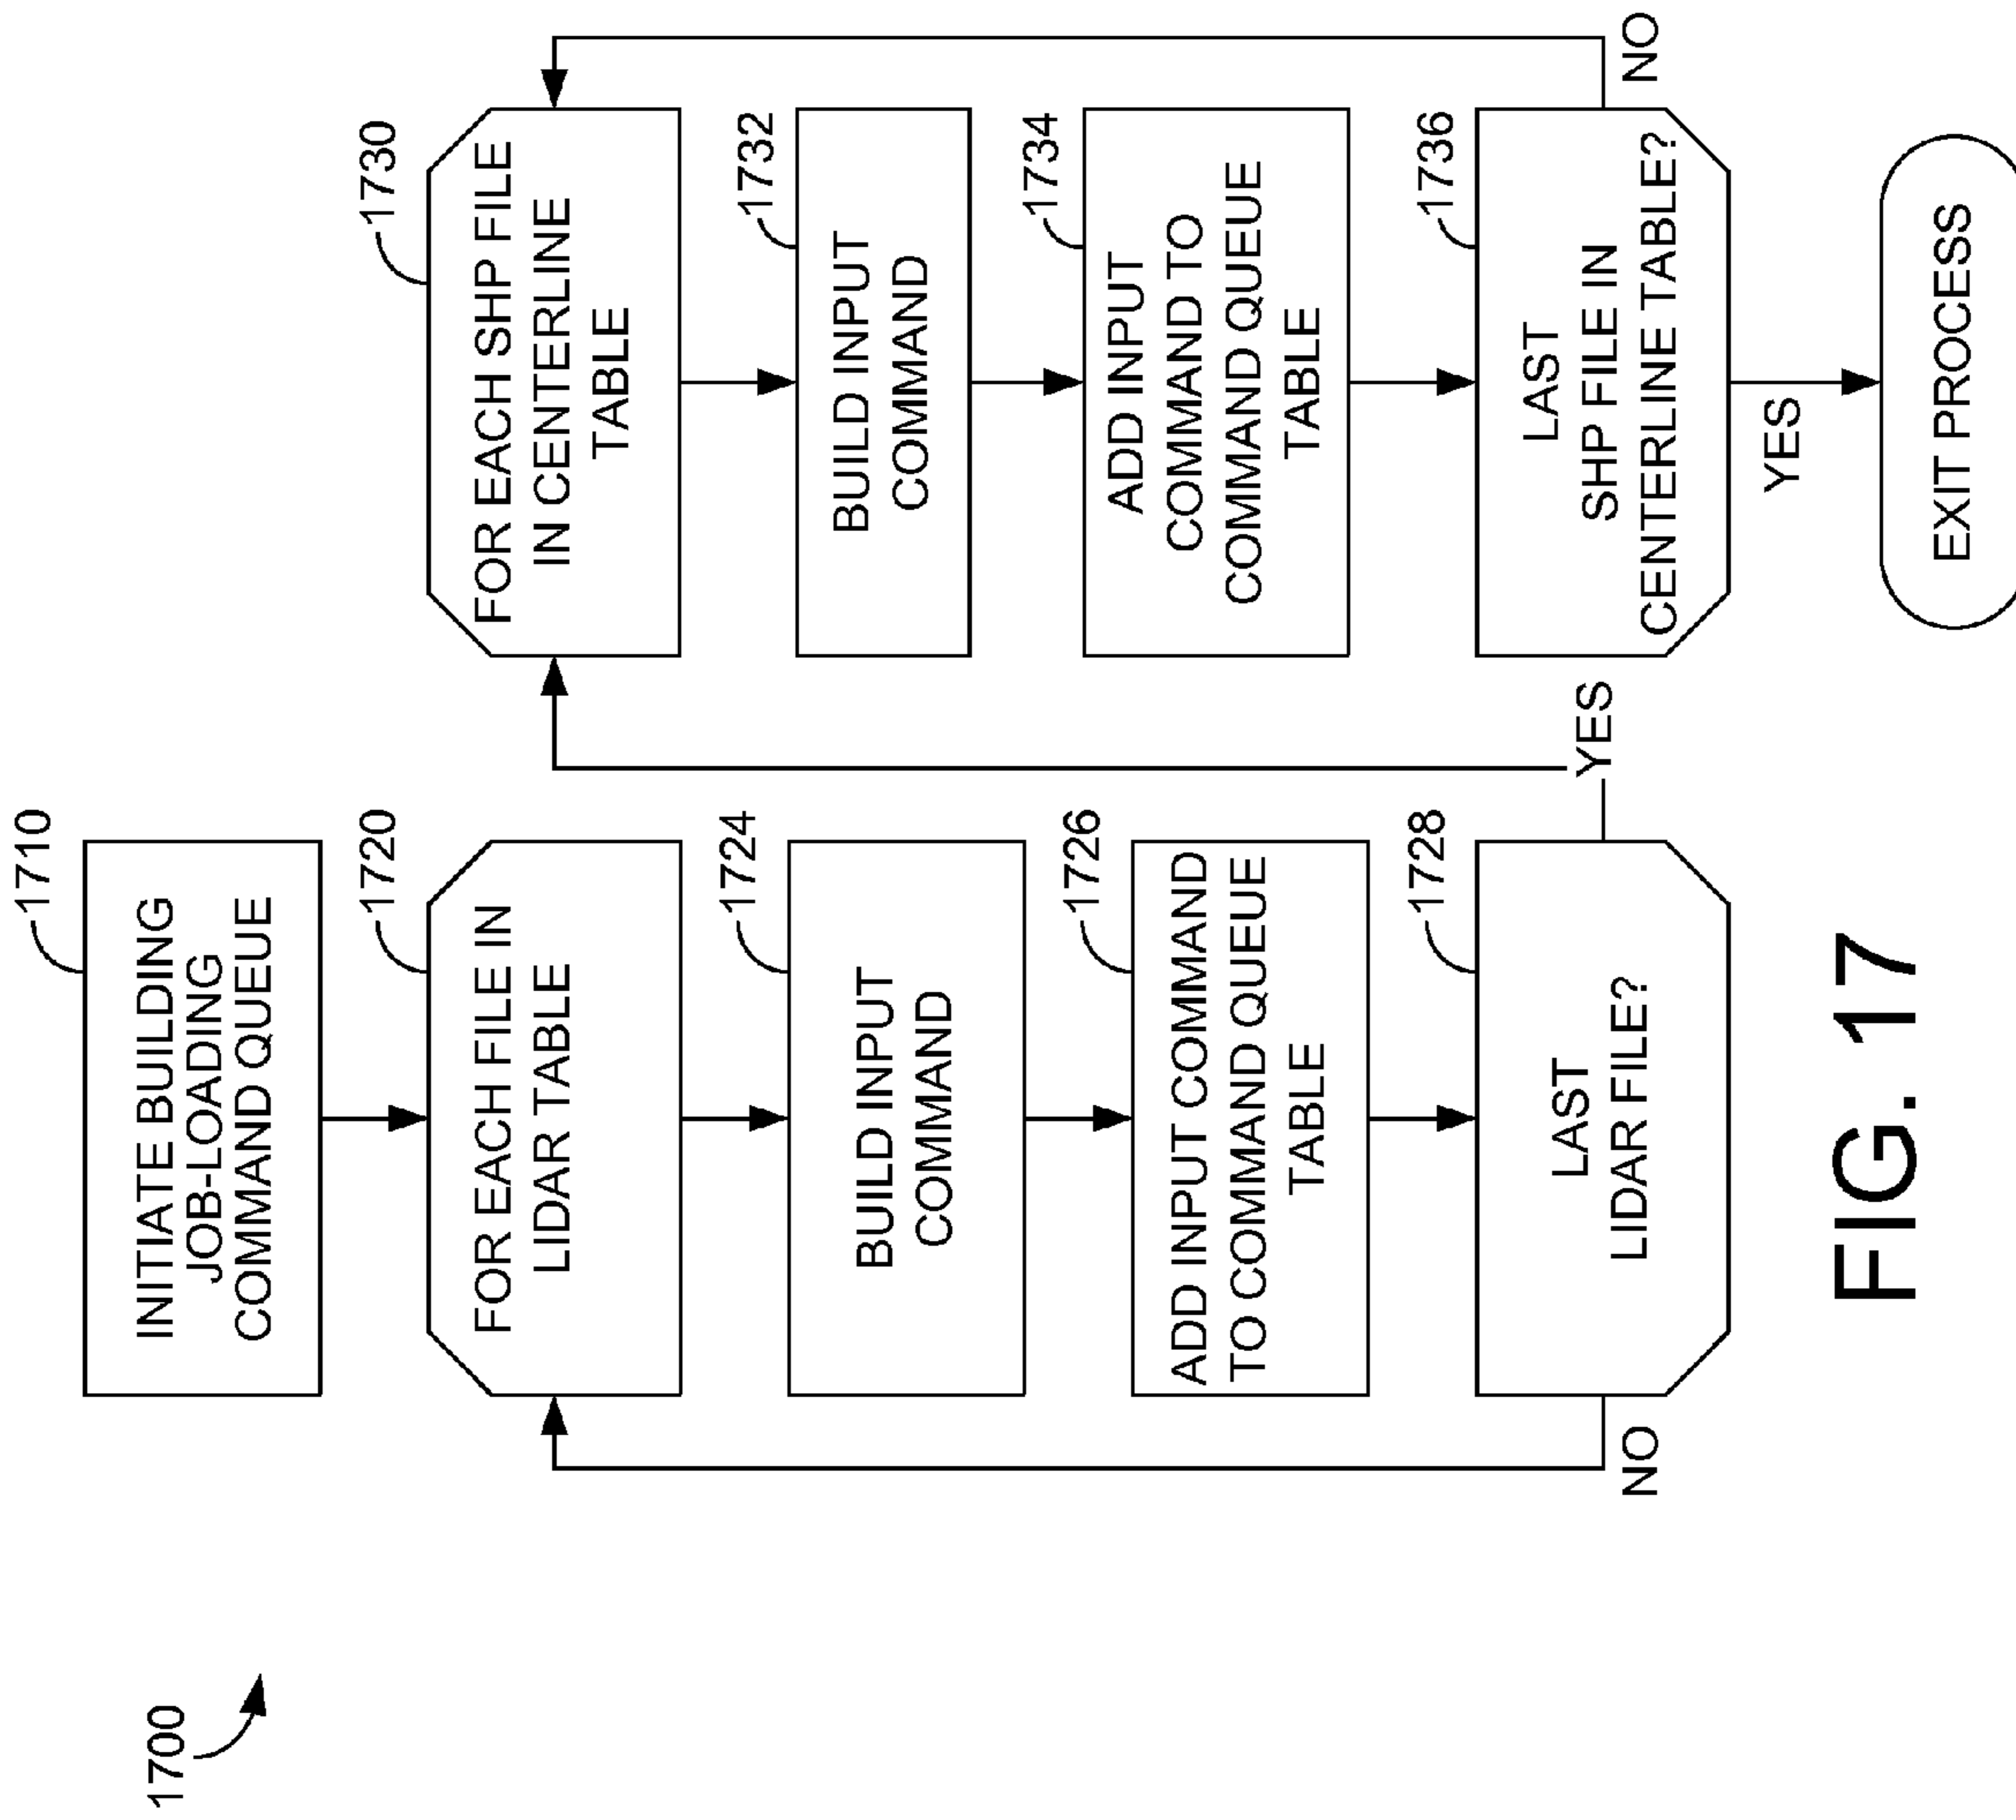 1700
1710
INITIATE BUILDING
JOB-LOADING
COMMAND QUEUE
1720
FOR EACH FILE IN
LIDAR TABLE
1724
BUILD INPUT
COMMAND
1726
ADD INPUT COMMAND
TO COMMAND QUEUE
TABLE
1728
LAST
LIDAR FILE?
NO
YES
1730
FOR EACH SHP FILE
IN CENTERLINE
TABLE
1732
BUILD INPUT
COMMAND
1734
ADD INPUT
COMMAND TO
COMMAND QUEUE
TABLE
1736
LAST
SHP FILE IN
CENTERLINE TABLE?
NO
YES
EXIT PROCESS
FIG. 17